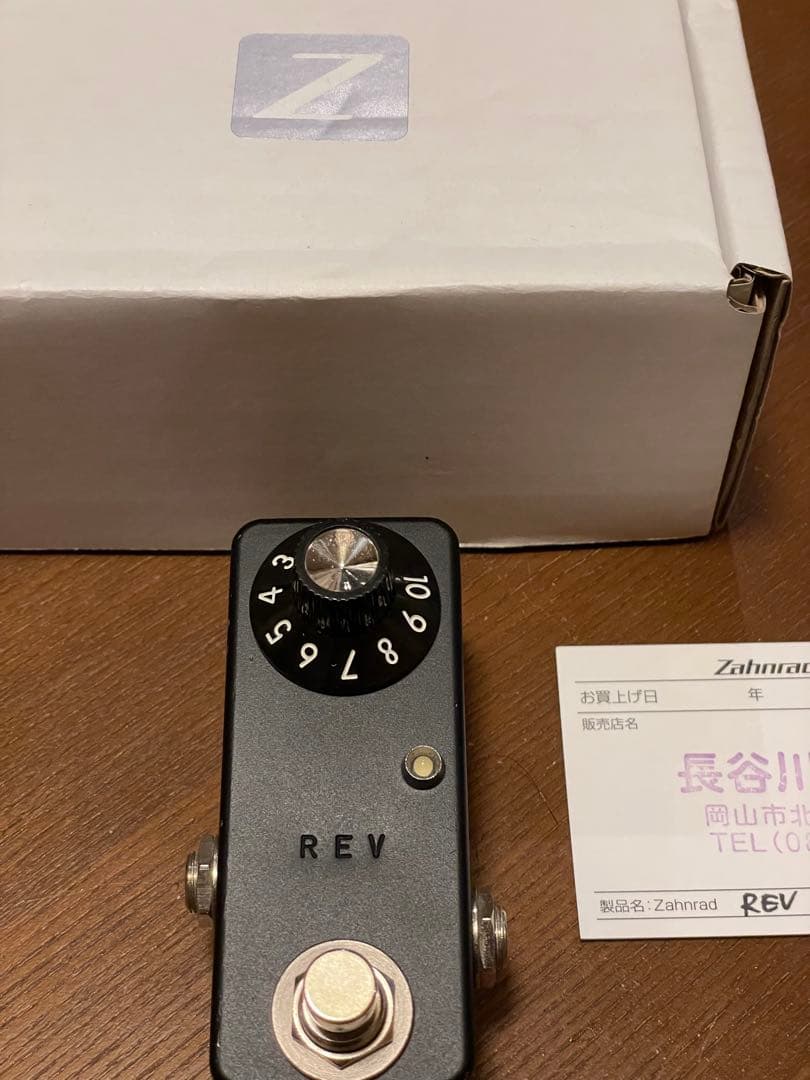 Z
3
4
5
6
7
8
9
10
REV
Zahnrad
お買上げ日 年
販売店名
長谷川
岡山市北
TEL(08
製品名:Zahnrad REV